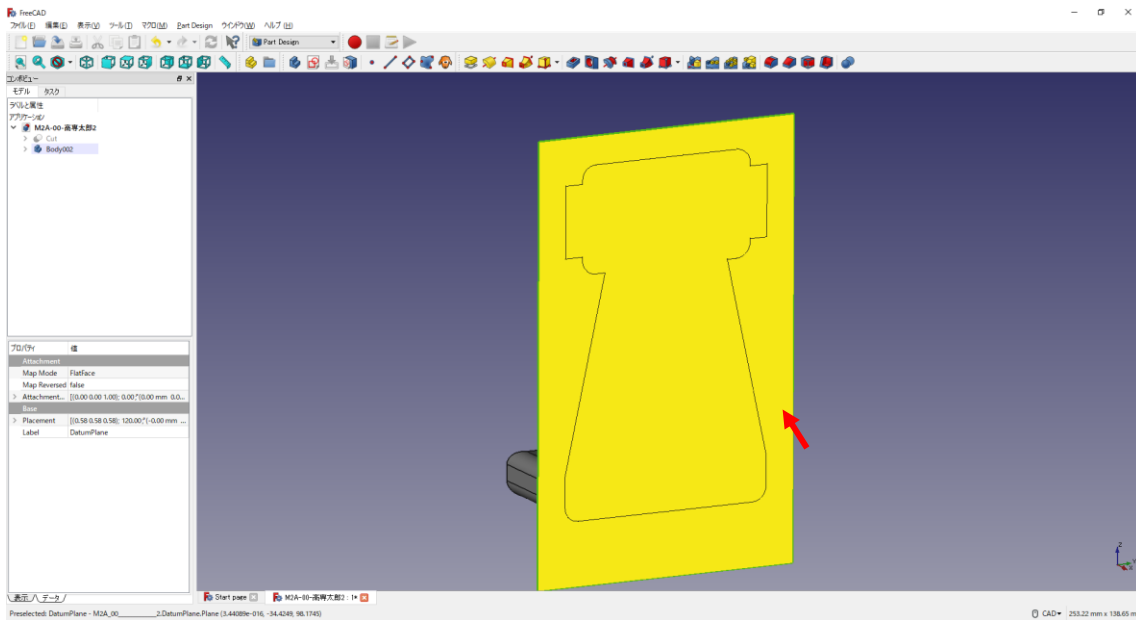 FreeCAD
ファイル(F) 編集(E) 表示(V) ツール(T) マクロ(M) Part Design ウインドウ(W) ヘルプ(H)
Part Design
コンボビュー
モデル タスク
ラベルと属性
アプリケーション
M2A-00-高専太郎2
Cut
Body002
プロパティ 値
Attachment
Map Mode FlatFace
Map Reversed false
Attachment... [(0.00 0.00 1.00); 0.00;°(0.00 mm 0.0...
Base
Placement [(0.58 0.58 0.58); 120.00;°(-0.00 mm ...
Label DatumPlane
Z
Y
X
表示 データ
Start page M2A-00-高専太郎2 : 1*
Preselected: DatumPlane - M2A_00_________2.DatumPlane.Plane (3.44089e-016, -34.4249, 98.1745) CAD 253.22 mm x 138.65 m